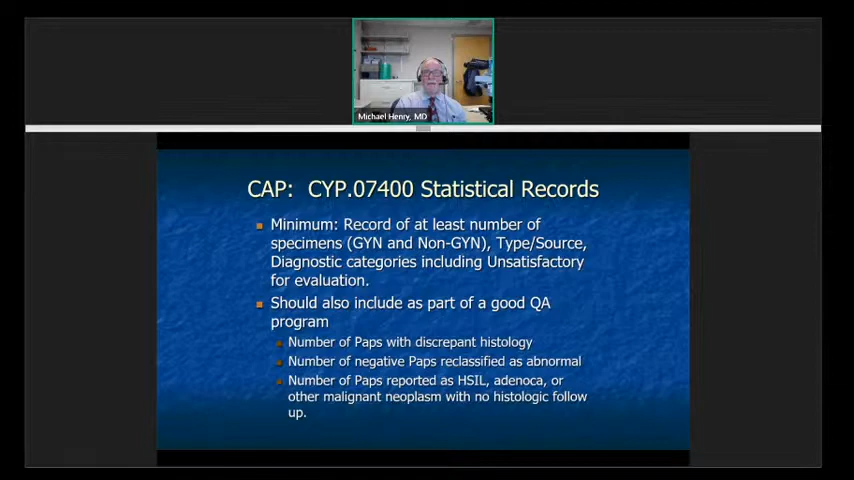 Michael Henry, MD
CAP: CYP.07400 Statistical Records
Minimum: Record of at least number of
specimens (GYN and Non-GYN), Type/Source,
Diagnostic categories including Unsatisfactory
for evaluation.
Should also include as part of a good QA
program
Number of Paps with discrepant histology
Number of negative Paps reclassified as abnormal
Number of Paps reported as HSIL, adenoca, or
other malignant neoplasm with no histologic follow
up.